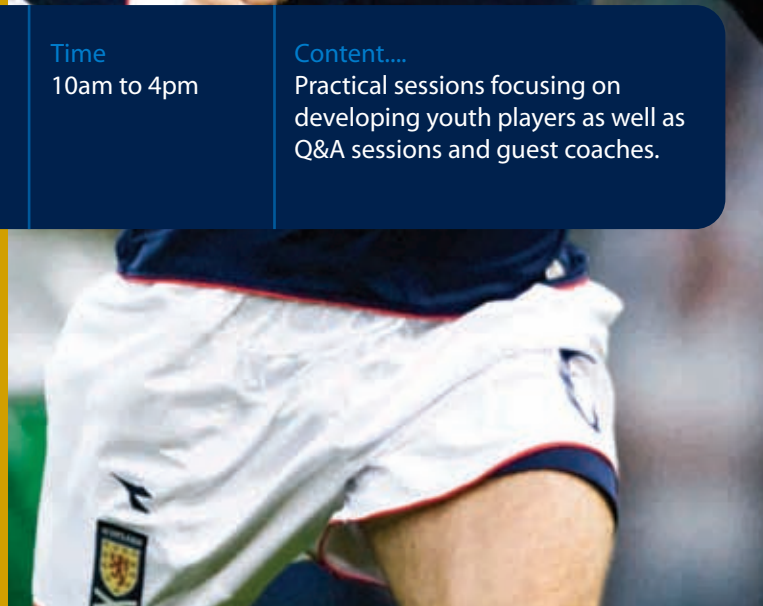 Time
10am to 4pm
Content....
Practical sessions focusing on
developing youth players as well as
Q&A sessions and guest coaches.